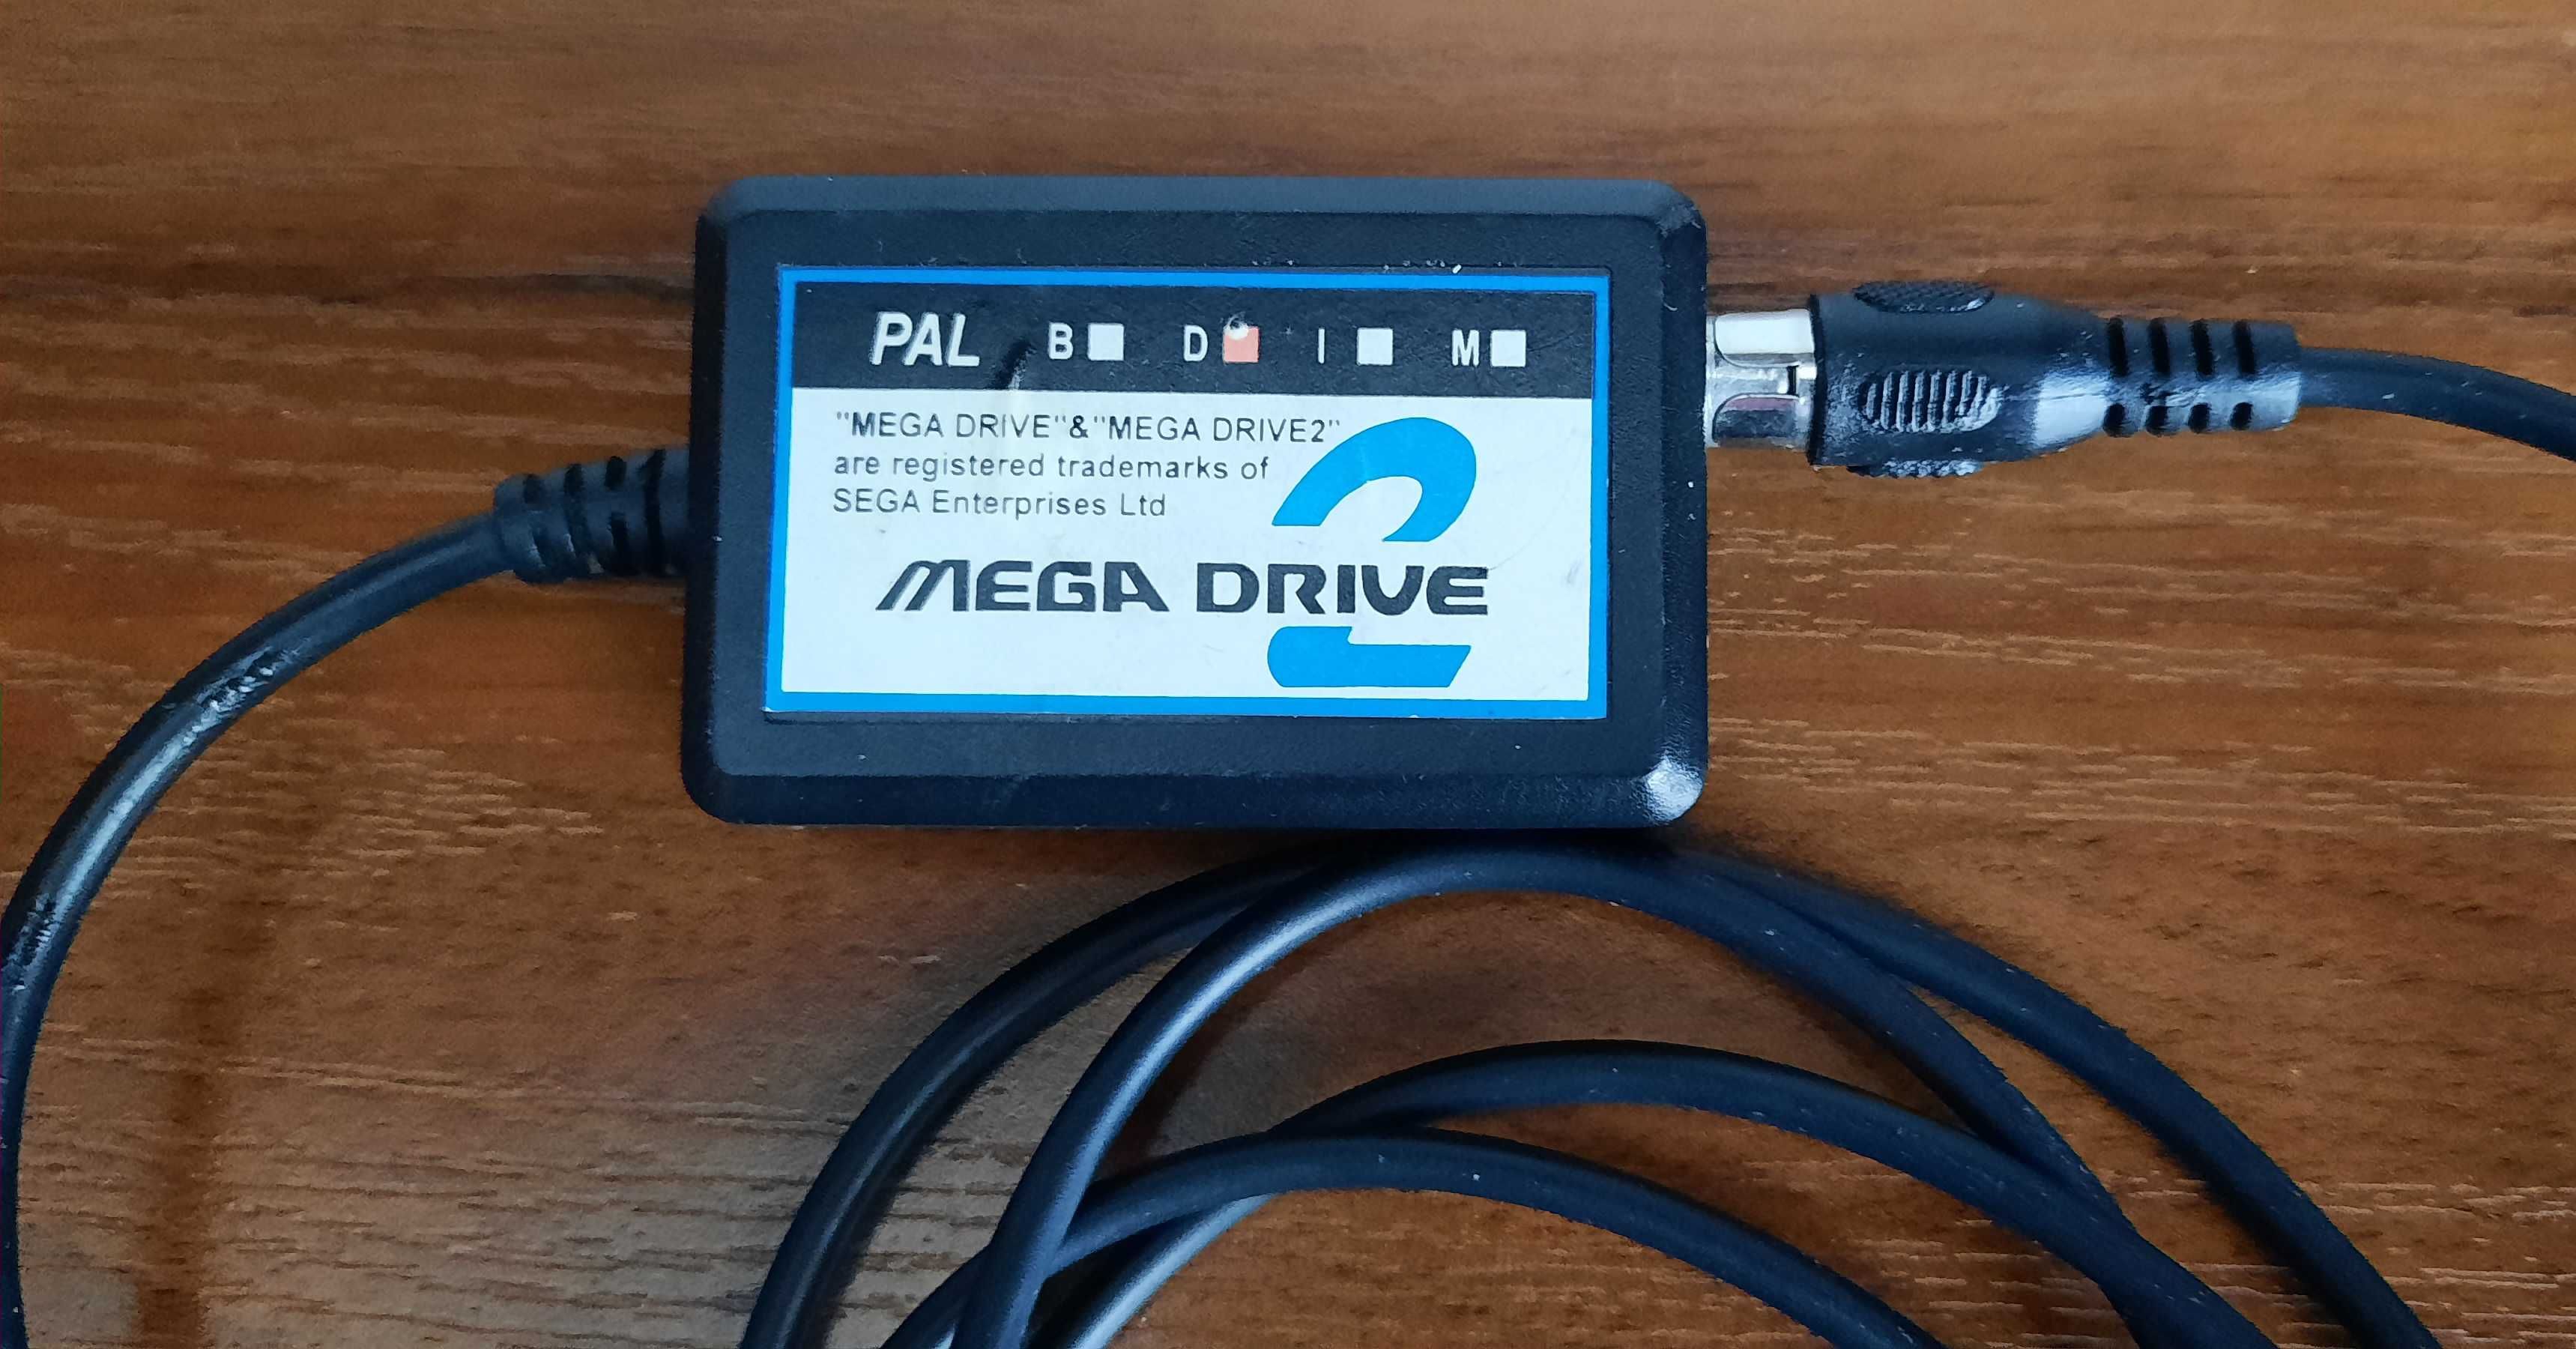 PAL B D I M
"MEGA DRIVE"&"MEGA DRIVE2"
are registered trademarks of
SEGA Enterprises Ltd
MEGA DRIVE
2